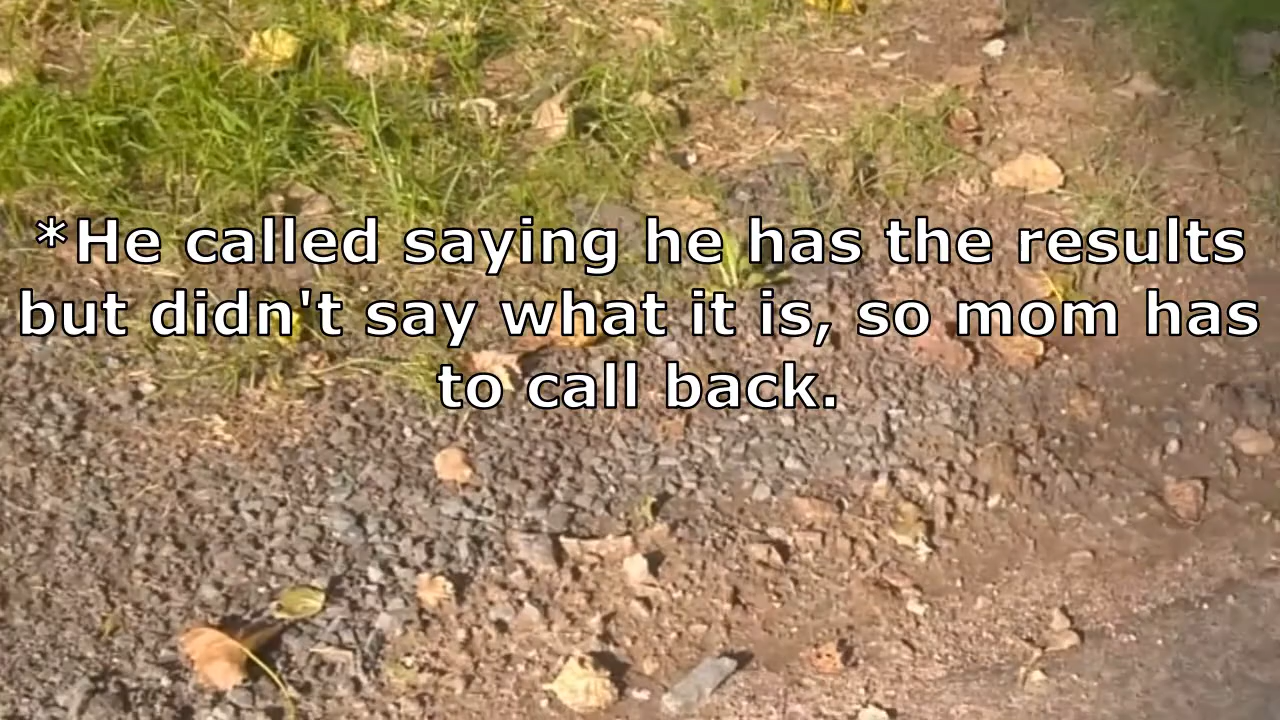 *He called saying he has the results
but didn't say what it is, so mom has
to call back.